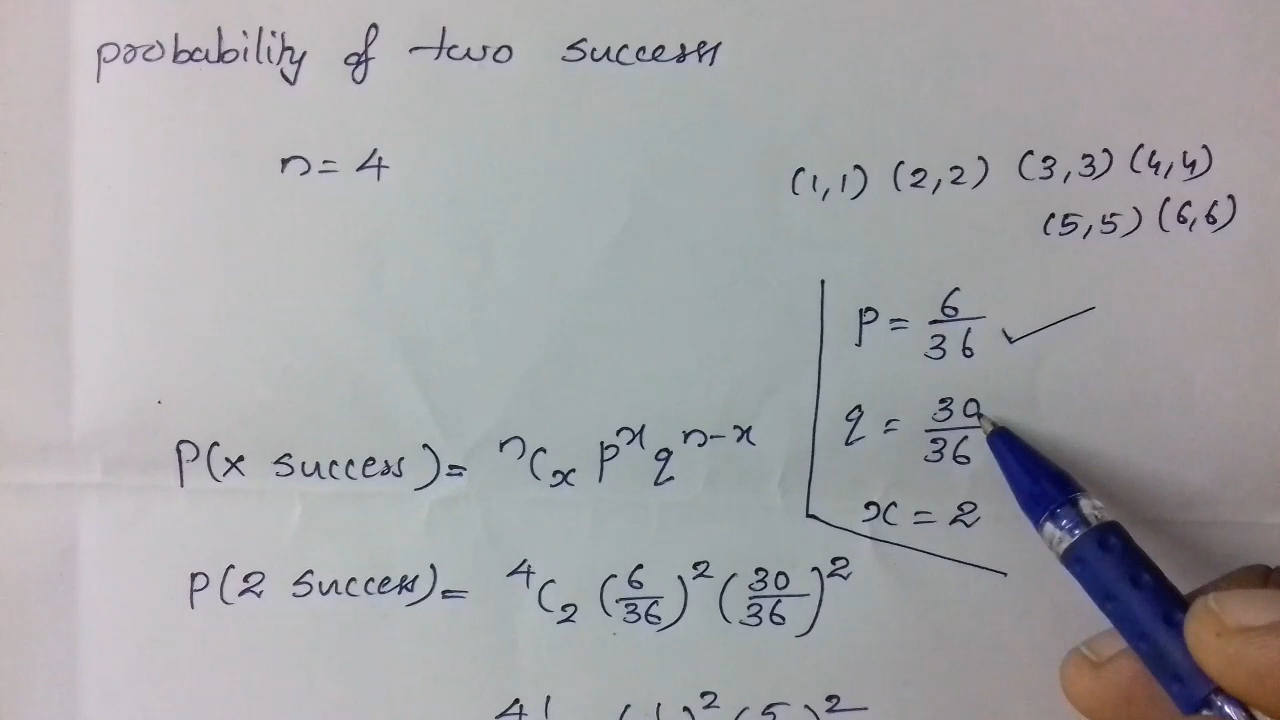 probability of two success
n = 4
(1,1) (2,2) (3,3) (4,4)
(5,5) (6,6)
p = 6/36 ✓
q = 30/36
x = 2
P(x success) = ⁿCₓ pˣ qⁿ⁻ˣ
P(2 success) = ⁴C₂ (6/36)² (30/36)²